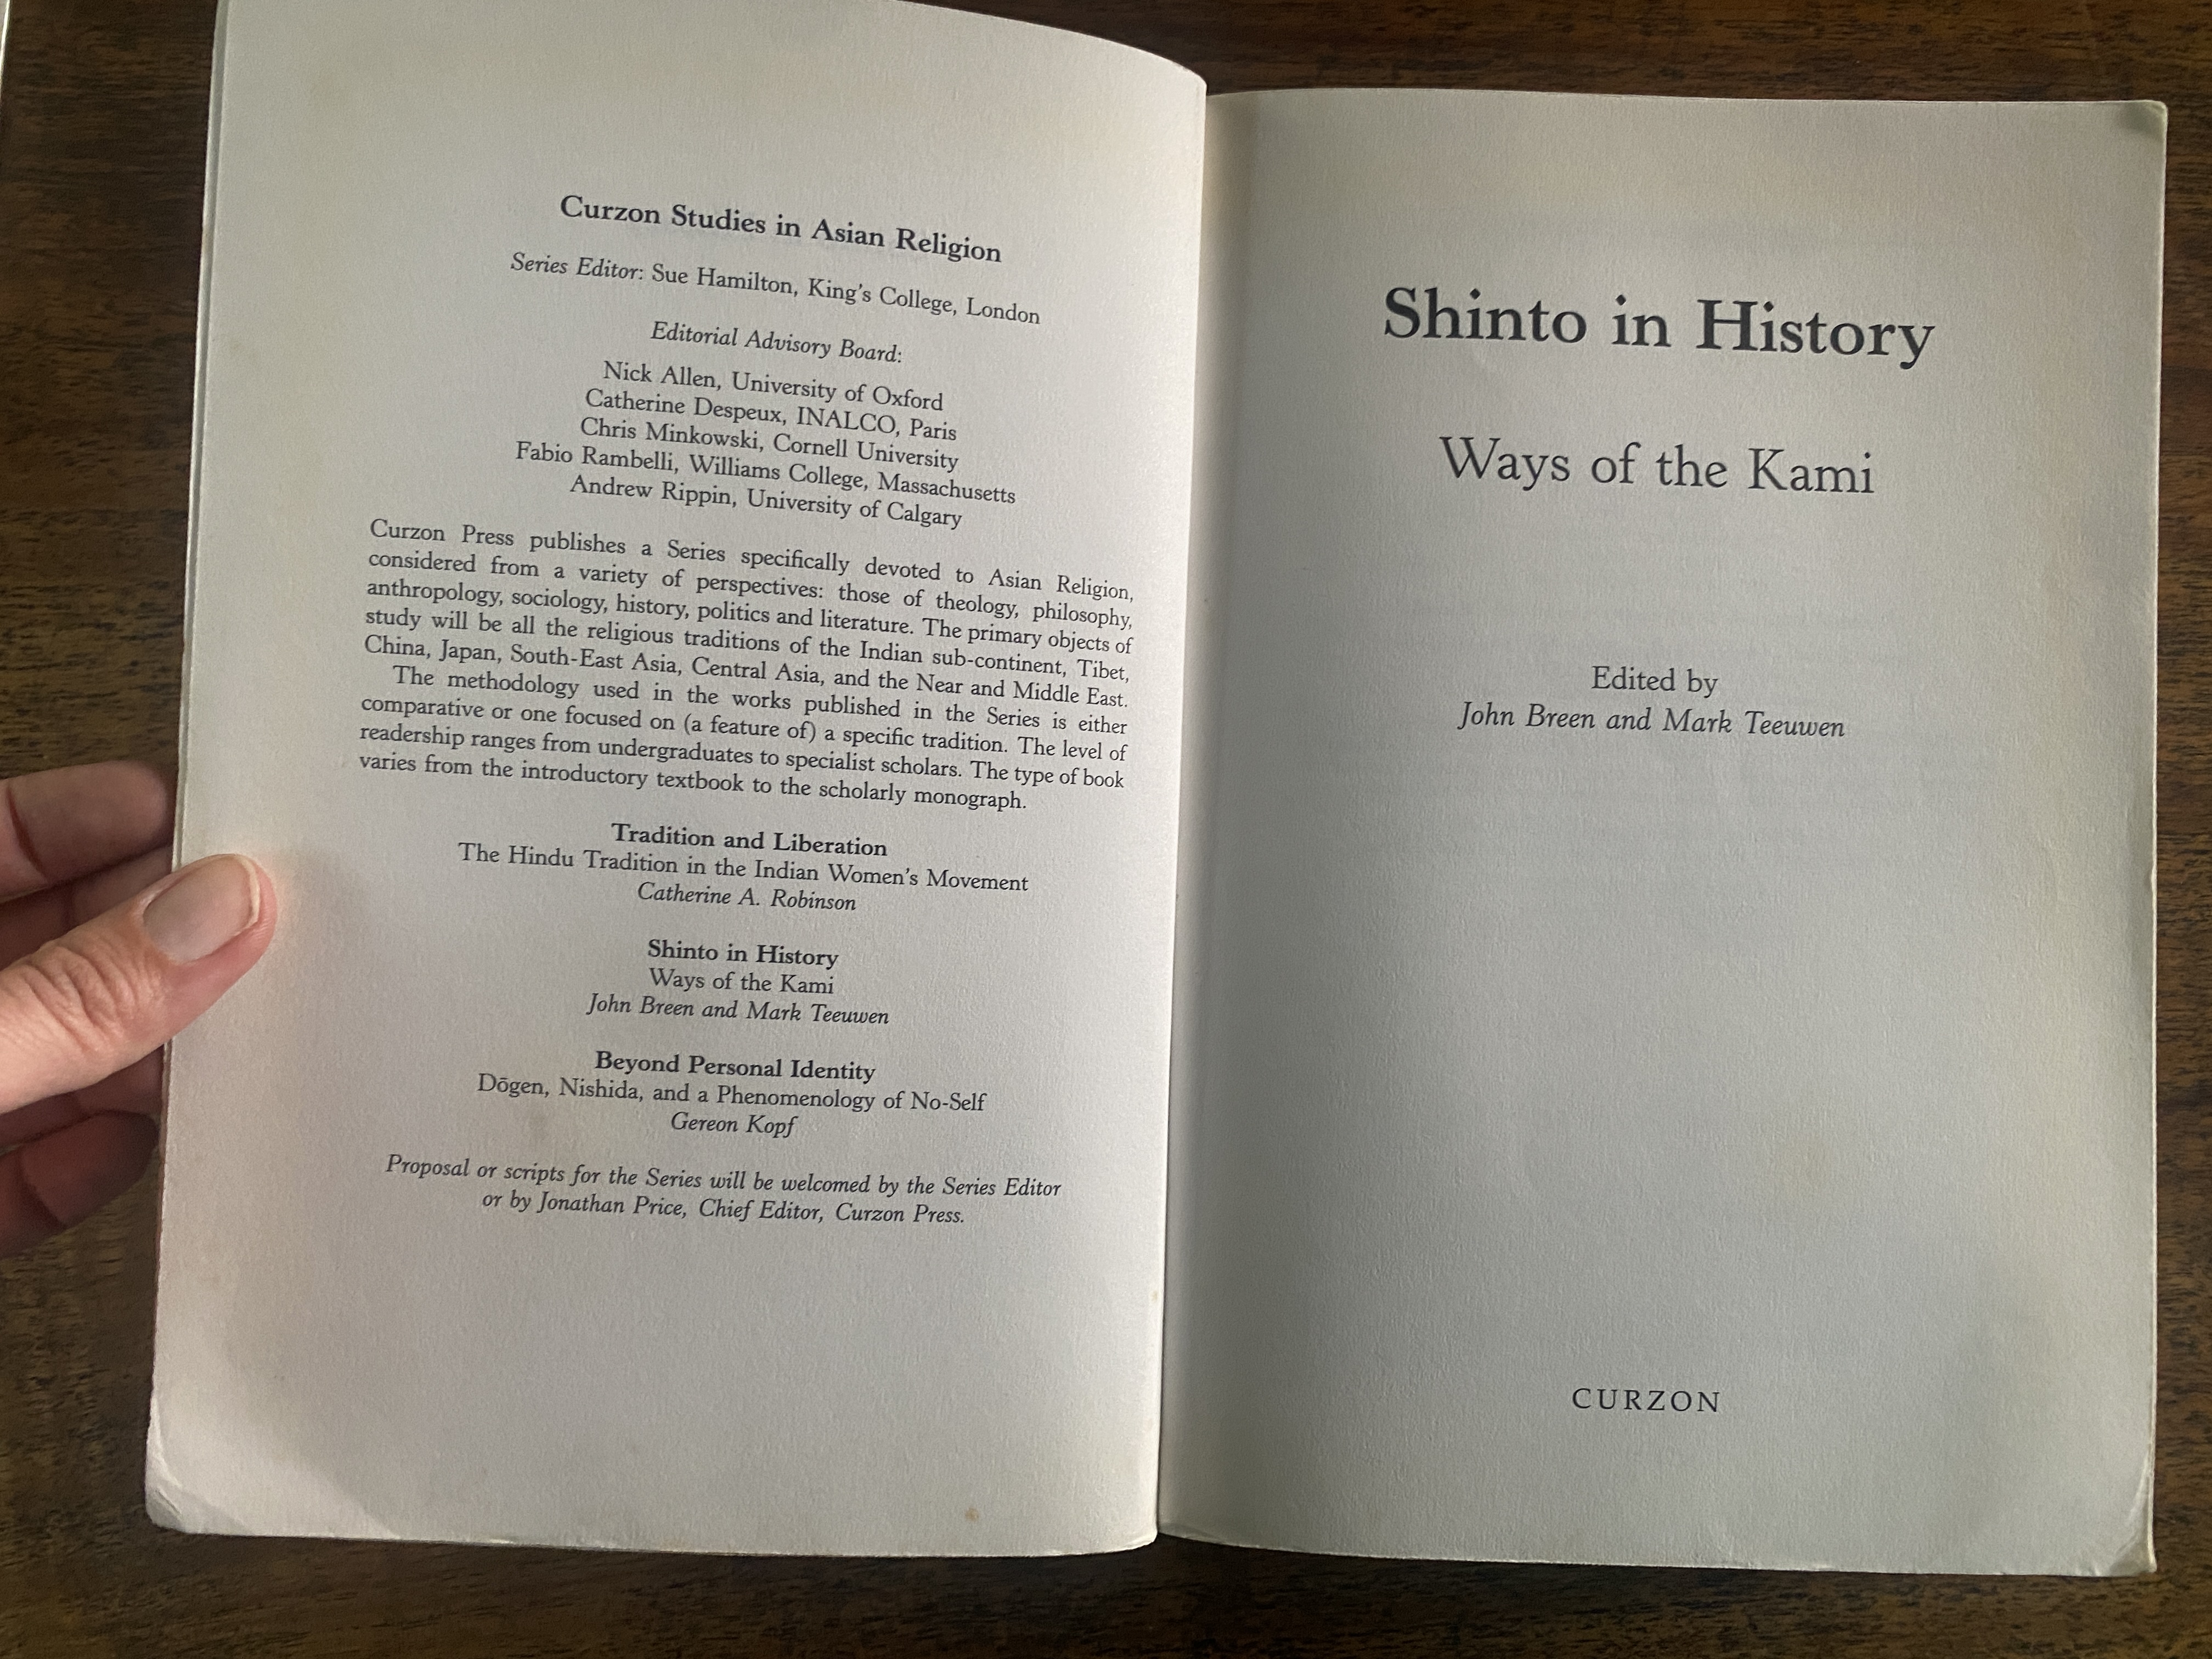 Curzon Studies in Asian Religion
Series Editor: Sue Hamilton, King's College, London
Editorial Advisory Board:
Nick Allen, University of Oxford
Catherine Despeux, INALCO, Paris
Chris Minkowski, Cornell University
Fabio Rambelli, Williams College, Massachusetts
Andrew Rippin, University of Calgary
Curzon Press publishes a Series specifically devoted to Asian Religion,
considered from a variety of perspectives: those of theology, philosophy,
anthropology, sociology, history, politics and literature. The primary objects of
study will be all the religious traditions of the Indian sub-continent, Tibet,
China, Japan, South-East Asia, Central Asia, and the Near and Middle East.
The methodology used in the works published in the Series is either
comparative or one focused on (a feature of) a specific tradition. The level of
readership ranges from undergraduates to specialist scholars. The type of book
varies from the introductory textbook to the scholarly monograph.
Tradition and Liberation
The Hindu Tradition in the Indian Women's Movement
Catherine A. Robinson
Shinto in History
Ways of the Kami
John Breen and Mark Teeuwen
Beyond Personal Identity
Dōgen, Nishida, and a Phenomenology of No-Self
Gereon Kopf
Proposal or scripts for the Series will be welcomed by the Series Editor
or by Jonathan Price, Chief Editor, Curzon Press.
Shinto in History
Ways of the Kami
Edited by
John Breen and Mark Teeuwen
CURZON